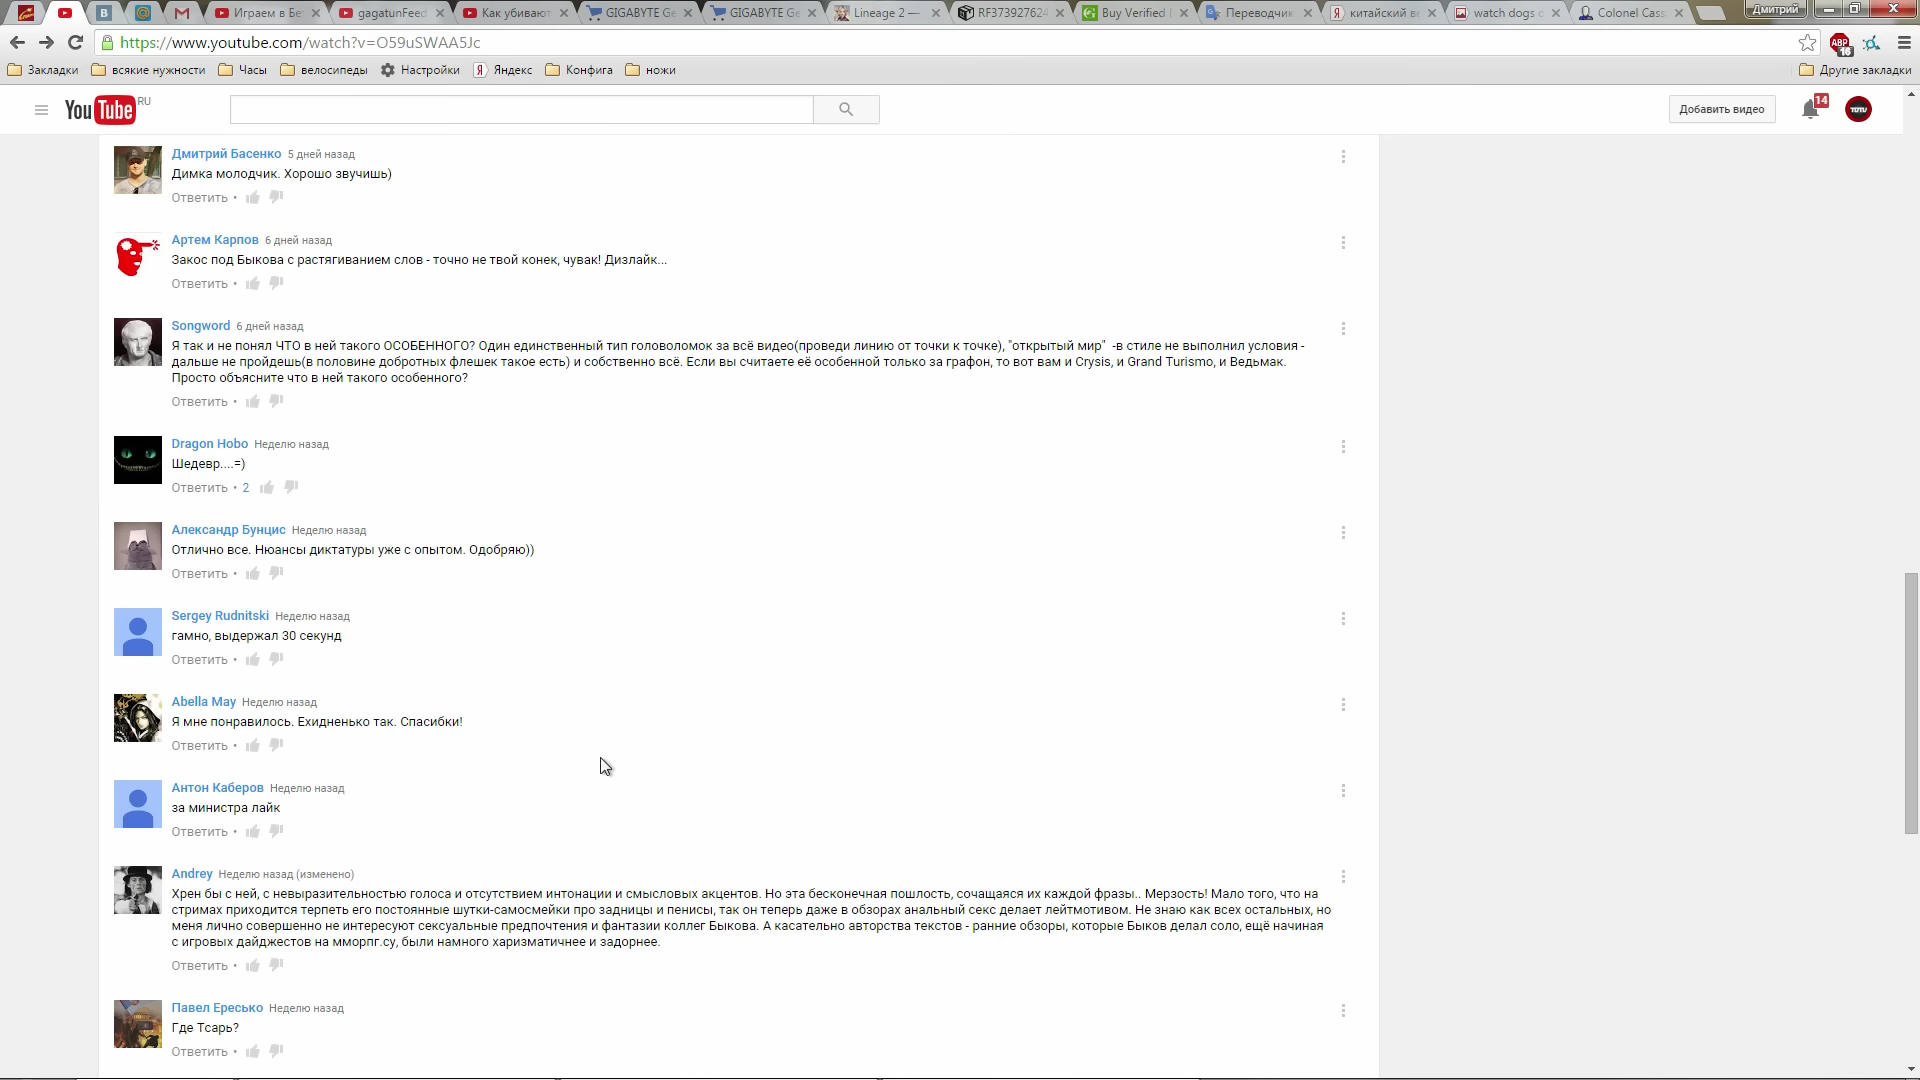 Играем в Бе
gagatunFeed
Как убивают
GIGABYTE Ge
GIGABYTE Ge
Lineage 2 —
RF373927624
Buy Verified
Переводчик
китайский в
watch dogs
Colonel Cass
Дмитрий
https://www.youtube.com/watch?v=O59uSWAA5Jc
ABP
16
Закладки
всякие нужности
Часы
велосипеды
Настройки
Яндекс
Конфига
ножи
Другие закладки
YouTube RU
Добавить видео
14
Дмитрий Басенко 5 дней назад
Димка молодчик. Хорошо звучишь)
Ответить •
Артем Карпов 6 дней назад
Закос под Быкова с растягиванием слов - точно не твой конек, чувак! Дизлайк...
Ответить •
Songword 6 дней назад
Я так и не понял ЧТО в ней такого ОСОБЕННОГО? Один единственный тип головоломок за всё видео(проведи линию от точки к точке), "открытый мир" -в стиле не выполнил условия -
дальше не пройдешь(в половине добротных флешек такое есть) и собственно всё. Если вы считаете её особенной только за графон, то вот вам и Crysis, и Grand Turismo, и Ведьмак.
Просто объясните что в ней такого особенного?
Ответить •
Dragon Hobo Неделю назад
Шедевр....=)
Ответить • 2
Александр Бунцис Неделю назад
Отлично все. Нюансы диктатуры уже с опытом. Одобряю))
Ответить •
Sergey Rudnitski Неделю назад
гамно, выдержал 30 секунд
Ответить •
Abella May Неделю назад
Я мне понравилось. Ехидненько так. Спасибки!
Ответить •
Антон Каберов Неделю назад
за министра лайк
Ответить •
Andrey Неделю назад (изменено)
Хрен бы с ней, с невыразительностью голоса и отсутствием интонации и смысловых акцентов. Но эта бесконечная пошлость, сочащаяся их каждой фразы.. Мерзость! Мало того, что на
стримах приходится терпеть его постоянные шутки-самосмейки про задницы и пенисы, так он теперь даже в обзорах анальный секс делает лейтмотивом. Не знаю как всех остальных, но
меня лично совершенно не интересуют сексуальные предпочтения и фантазии коллег Быкова. А касательно авторства текстов - ранние обзоры, которые Быков делал соло, ещё начиная
с игровых дайджестов на мморпг.су, были намного харизматичнее и задорнее.
Ответить •
Павел Ересько Неделю назад
Где Тсарь?
Ответить •